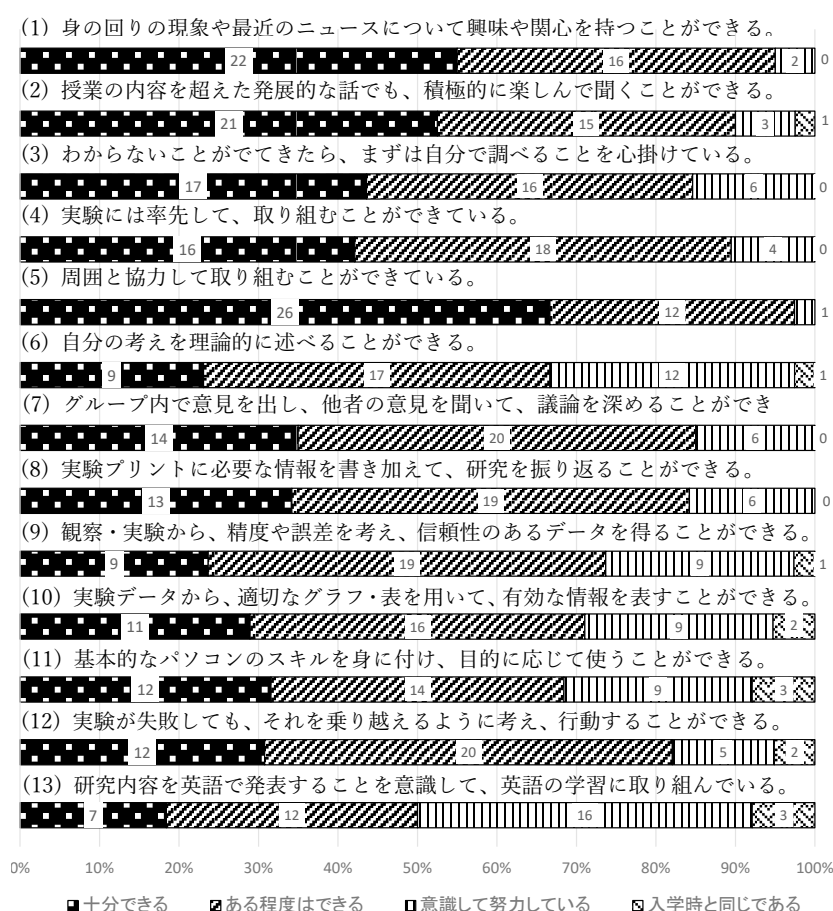 (1) 身の回りの現象や最近のニュースについて興味や関心を持つことができる。
22 16 2 0
(2) 授業の内容を超えた発展的な話でも、積極的に楽しんで聞くことができる。
21 15 3 1
(3) わからないことがでてきたら、まずは自分で調べることを心掛けている。
17 16 6 0
(4) 実験には率先して、取り組むことができている。
16 18 4 0
(5) 周囲と協力して取り組むことができている。
26 12 1
(6) 自分の考えを理論的に述べることができる。
9 17 12 1
(7) グループ内で意見を出し、他者の意見を聞いて、議論を深めることができ
14 20 6 0
(8) 実験プリントに必要な情報を書き加えて、研究を振り返ることができる。
13 19 6 0
(9) 観察・実験から、精度や誤差を考え、信頼性のあるデータを得ることができる。
9 19 9 1
(10) 実験データから、適切なグラフ・表を用いて、有効な情報を表すことができる。
11 16 9 2
(11) 基本的なパソコンのスキルを身に付け、目的に応じて使うことができる。
12 14 9 3
(12) 実験が失敗しても、それを乗り越えるように考え、行動することができる。
12 20 5 2
(13) 研究内容を英語で発表することを意識して、英語の学習に取り組んでいる。
7 12 16 3
0% 10% 20% 30% 40% 50% 60% 70% 80% 90% 100%
十分できる ある程度はできる 意識して努力している 入学時と同じである